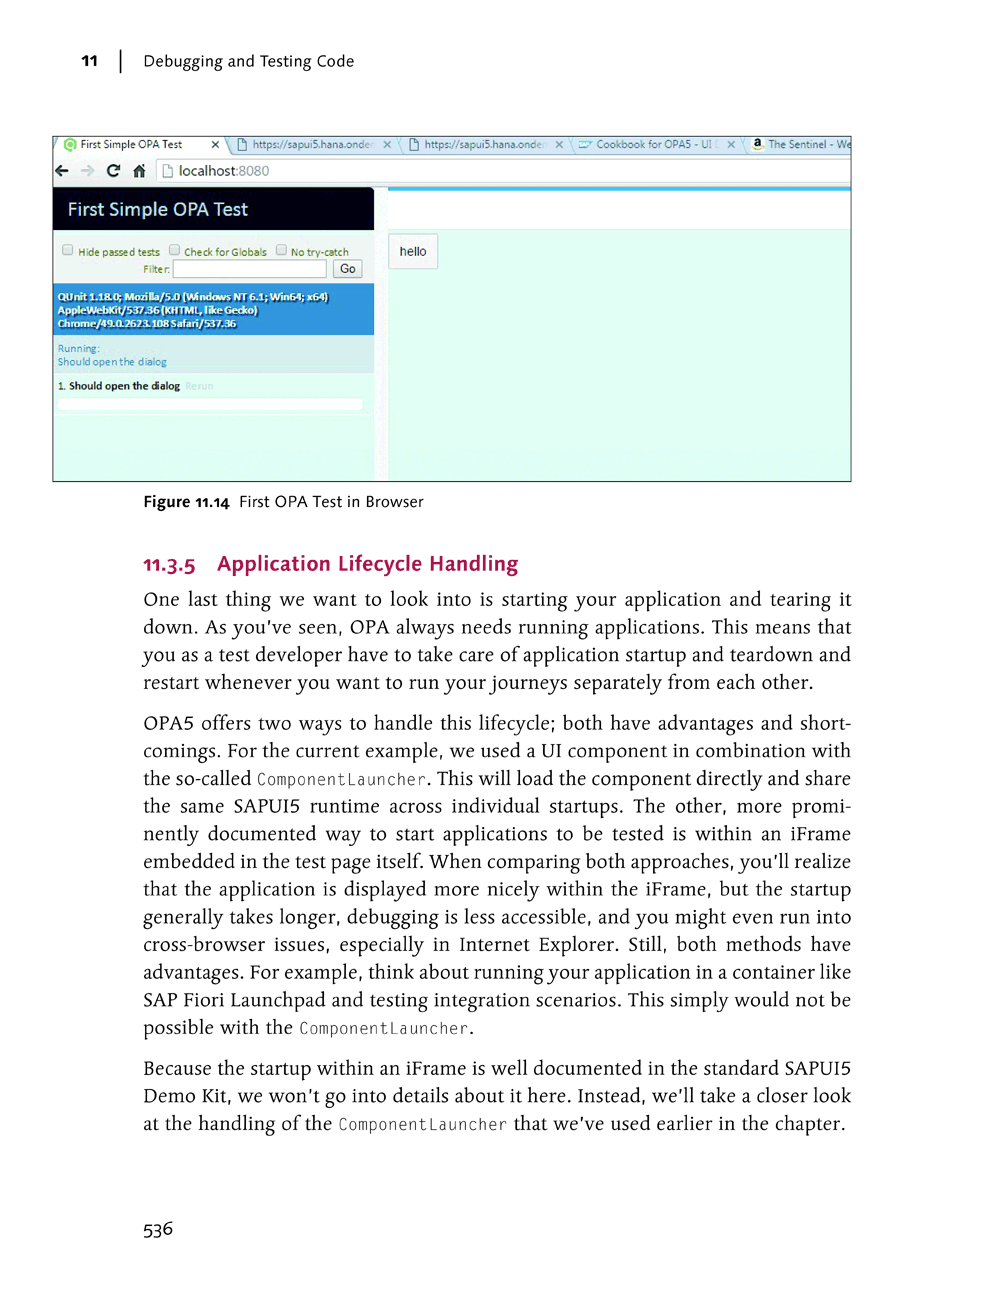 11 Debugging and Testing Code
First Simple OPA Test
https://sapui5.hana.onde
https://sapui5.hana.onde
Cookbook for OPA5 - UI
The Sentinel - We
localhost:8080
First Simple OPA Test
hello
Hide passed tests Check for Globals No try-catch
Filter: Go
QUnit 1.18.0; Mozilla/5.0 (Windows NT 6.1; Win64; x64)
AppleWebKit/537.36 (KHTML, like Gecko)
Chrome/49.0.2623.108 Safari/537.36
Running:
Should open the dialog
1. Should open the dialog Rerun
Figure 11.14 First OPA Test in Browser
11.3.5 Application Lifecycle Handling
One last thing we want to look into is starting your application and tearing it
down. As you've seen, OPA always needs running applications. This means that
you as a test developer have to take care of application startup and teardown and
restart whenever you want to run your journeys separately from each other.
OPA5 offers two ways to handle this lifecycle; both have advantages and short-
comings. For the current example, we used a UI component in combination with
the so-called ComponentLauncher. This will load the component directly and share
the same SAPUI5 runtime across individual startups. The other, more promi-
nently documented way to start applications to be tested is within an iFrame
embedded in the test page itself. When comparing both approaches, you'll realize
that the application is displayed more nicely within the iFrame, but the startup
generally takes longer, debugging is less accessible, and you might even run into
cross-browser issues, especially in Internet Explorer. Still, both methods have
advantages. For example, think about running your application in a container like
SAP Fiori Launchpad and testing integration scenarios. This simply would not be
possible with the ComponentLauncher.
Because the startup within an iFrame is well documented in the standard SAPUI5
Demo Kit, we won't go into details about it here. Instead, we'll take a closer look
at the handling of the ComponentLauncher that we've used earlier in the chapter.
536